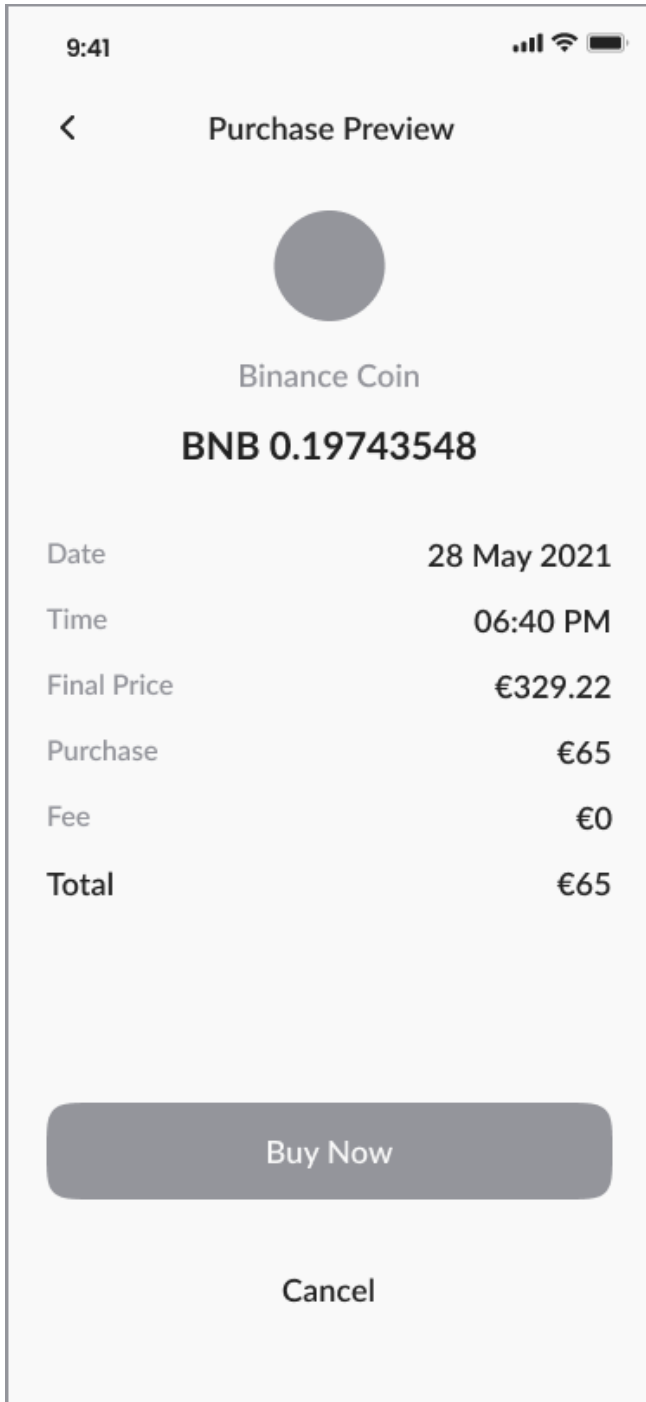 9:41
Purchase Preview
Binance Coin
BNB 0.19743548
Date 28 May 2021
Time 06:40 PM
Final Price €329.22
Purchase €65
Fee €0
Total €65
Buy Now
Cancel